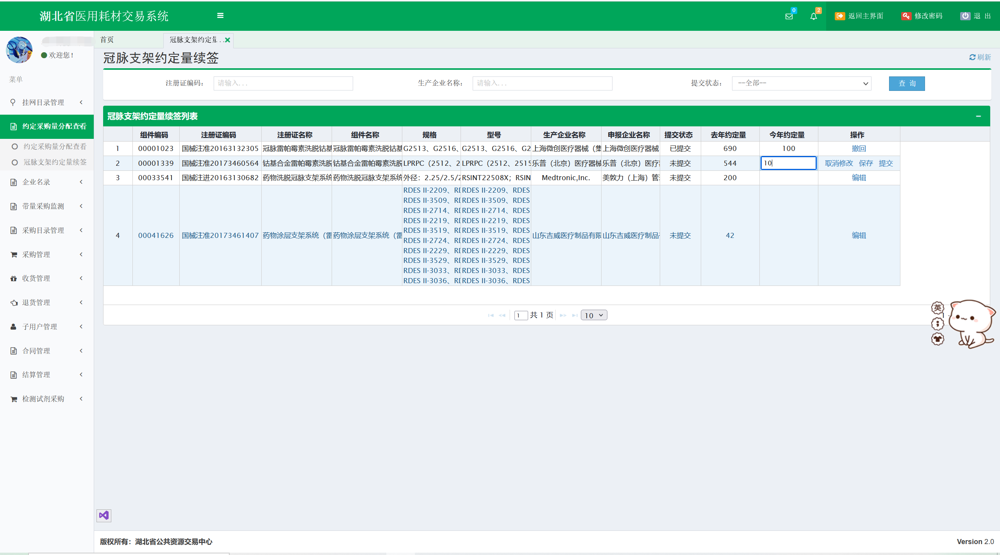 湖北省医用耗材交易系统
0
2
返回主界面
修改密码
退 出
欢迎您!
菜单
挂网目录管理
约定采购量分配查看
约定采购量分配查看
冠脉支架约定量续签
企业名录
带量采购监测
采购目录管理
采购管理
收货管理
退货管理
子用户管理
合同管理
结算管理
检测试剂采购
首页
冠脉支架约定量...
冠脉支架约定量续签
刷新
注册证编码: 请输入...
生产企业名称: 请输入...
提交状态: --全部--
查 询
冠脉支架约定量续签列表
组件编码 注册证编码 注册证名称 组件名称 规格 型号 生产企业名称 申报企业名称 提交状态 去年约定量 今年约定量 操作
1 00001023 国械注准20163132305 冠脉雷帕霉素洗脱钴基 冠脉雷帕霉素洗脱钴基 G2513、G2516、 G2513、G2516、G2 上海微创医疗器械（集 上海微创医疗器械 已提交 690 100 撤回
2 00001339 国械注准20173460564 钴基合金雷帕霉素洗脱 钴基合金雷帕霉素洗脱 LPRPC（2512、2 LPRPC（2512、2515 乐普（北京）医疗器械 乐普（北京）医疗 未提交 544 10 取消修改 保存 提交
3 00033541 国械注进20163130682 药物洗脱冠脉支架系统 药物洗脱冠脉支架系统 外径：2.25/2.5/2 RSINT22508X；RSIN Medtronic,Inc. 美敦力（上海）管 未提交 200 编辑
4 00041626 国械注准20173461407 药物涂层支架系统（雷 药物涂层支架系统（雷
RDES II-2209、RD RDES II-2209、RDES
RDES II-3509、RD RDES II-3509、RDES
RDES II-2714、RD RDES II-2714、RDES
RDES II-2219、RD RDES II-2219、RDES
RDES II-3519、RD RDES II-3519、RDES
RDES II-2724、RD RDES II-2724、RDES
RDES II-2229、RD RDES II-2229、RDES
RDES II-3529、RD RDES II-3529、RDES
RDES II-3033、RD RDES II-3033、RDES
RDES II-3036、RD RDES II-3036、RDES
山东吉威医疗制品有限 山东吉威医疗制品 未提交 42 编辑
1 共 1 页 10
1 -
英
;
版权所有：湖北省公共资源交易中心
Version 2.0